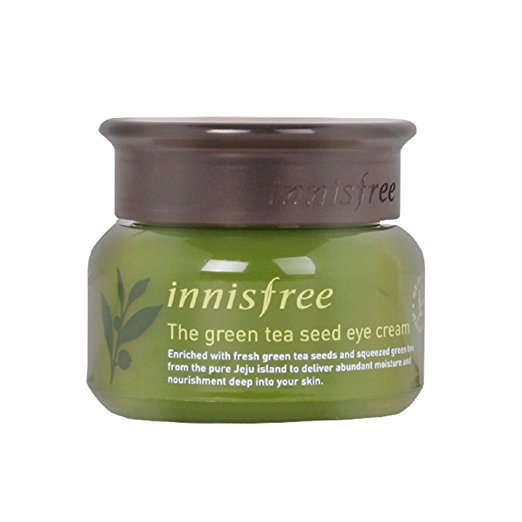 innisfree
innisfree
The green tea seed eye cream
Enriched with fresh green tea seeds and squeezed green tea
from the pure Jeju island to deliver abundant moisture and
nourishment deep into your skin.